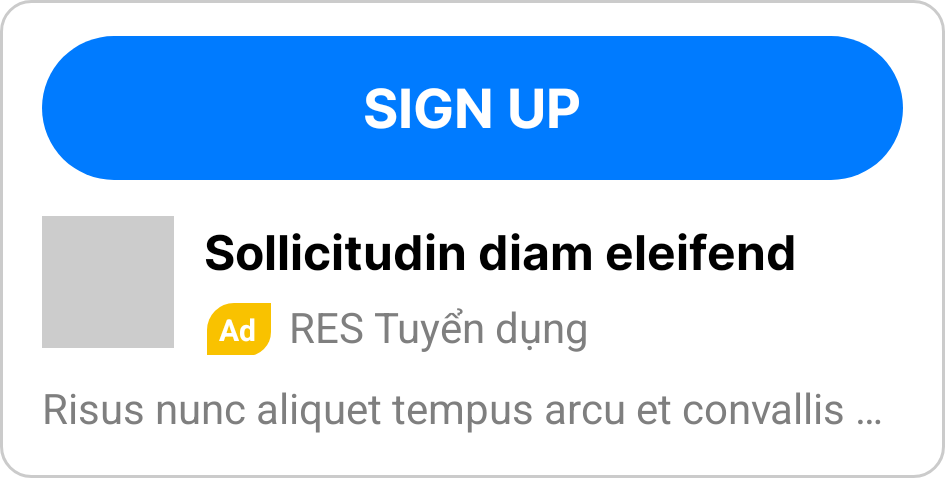 SIGN UP
Sollicitudin diam eleifend
Ad RES Tuyển dụng
Risus nunc aliquet tempus arcu et convallis ...